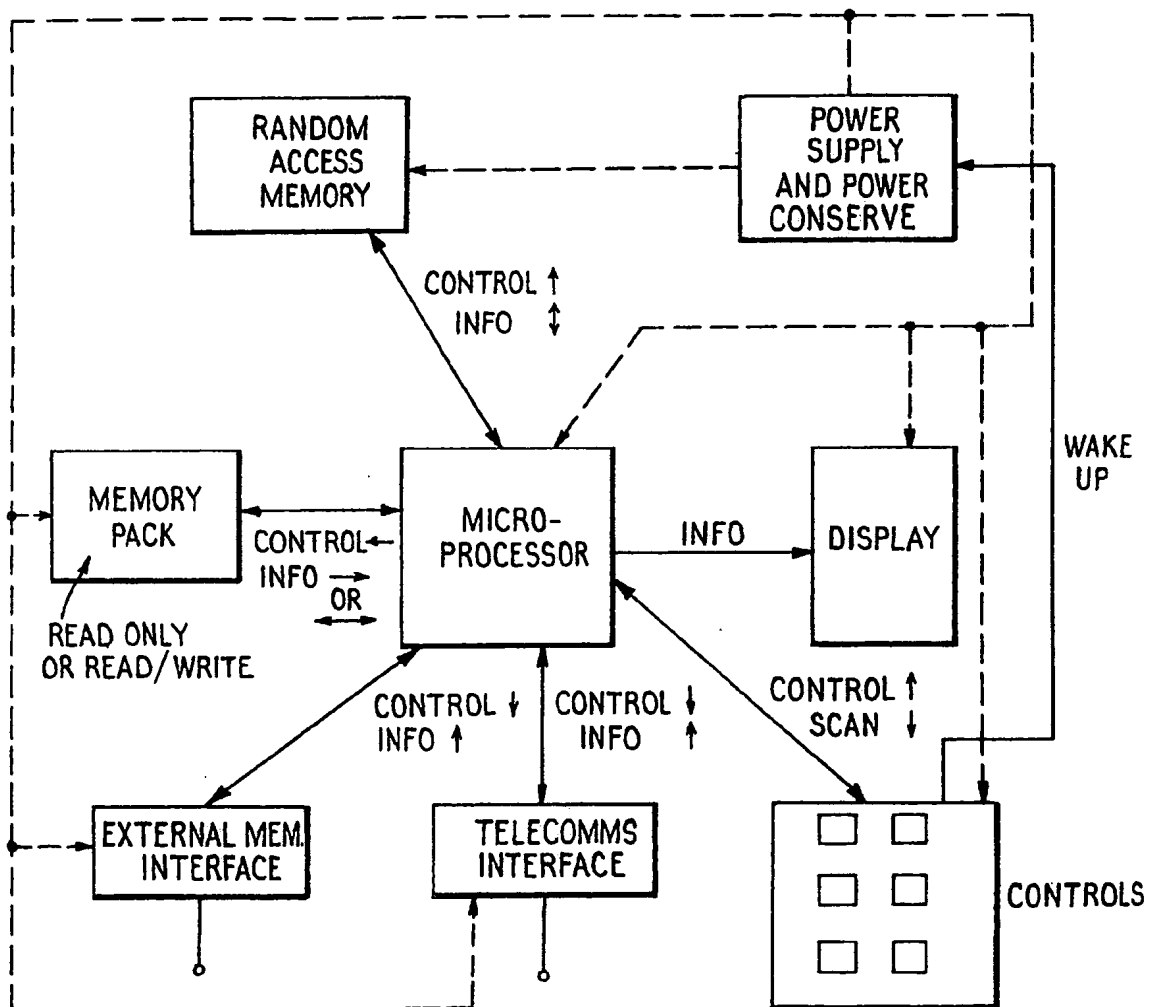 RANDOM
ACCESS
MEMORY
POWER
SUPPLY
AND POWER
CONSERVE
CONTROL ↑
INFO ↕
WAKE
UP
MEMORY
PACK
CONTROL ←
INFO →
OR
↔
READ ONLY
OR READ/WRITE
MICRO-
PROCESSOR
INFO
DISPLAY
CONTROL ↓
INFO ↑
CONTROL ↓
INFO ↑
CONTROL ↑
SCAN ↓
EXTERNAL MEM.
INTERFACE
TELECOMMS
INTERFACE
CONTROLS